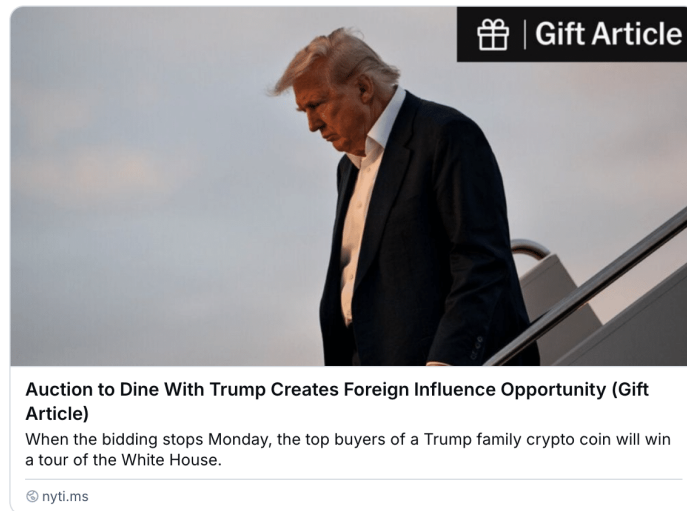 Gift Article
Auction to Dine With Trump Creates Foreign Influence Opportunity (Gift
Article)
When the bidding stops Monday, the top buyers of a Trump family crypto coin will win
a tour of the White House.
nyti.ms